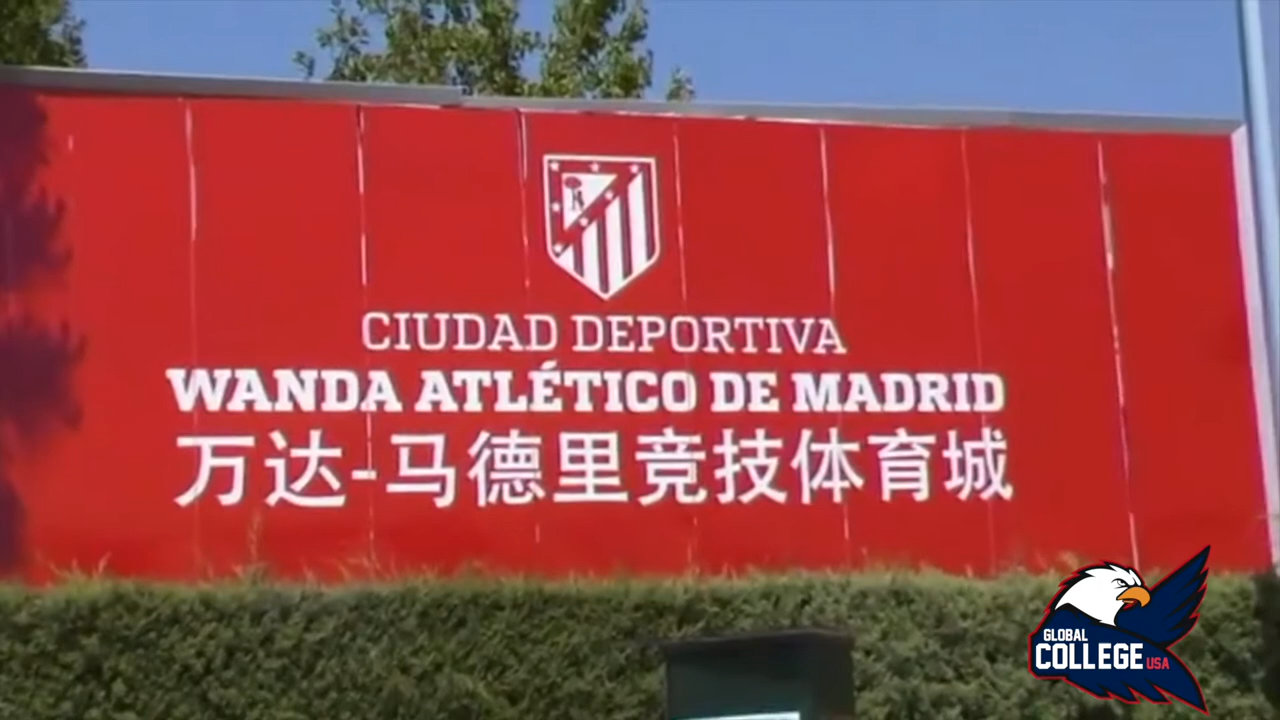 CIUDAD DEPORTIVA
WANDA ATLÉTICO DE MADRID
万达-马德里竞技体育城
GLOBAL
COLLEGE USA